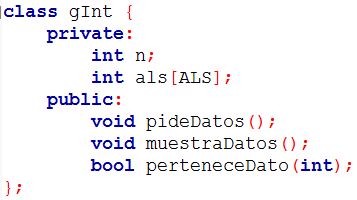 class gInt {
    private:
        int n;
        int als[ALS];
    public:
        void pideDatos();
        void muestraDatos();
        bool perteneceDato(int);
};